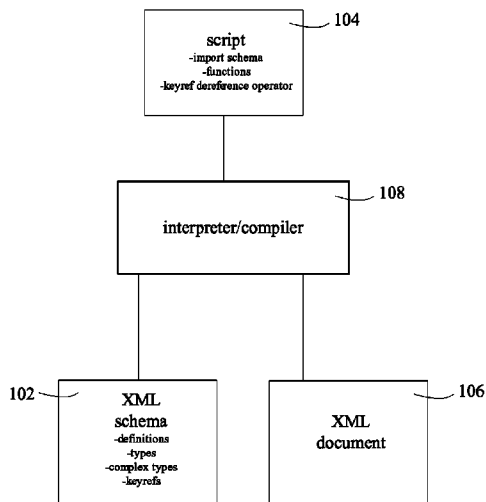 104
script
-import schema
-functions
-keyref dereference operator
108
interpreter/compiler
102
XML
schema
-definitions
-types
-complex types
-keyrefs
106
XML
document